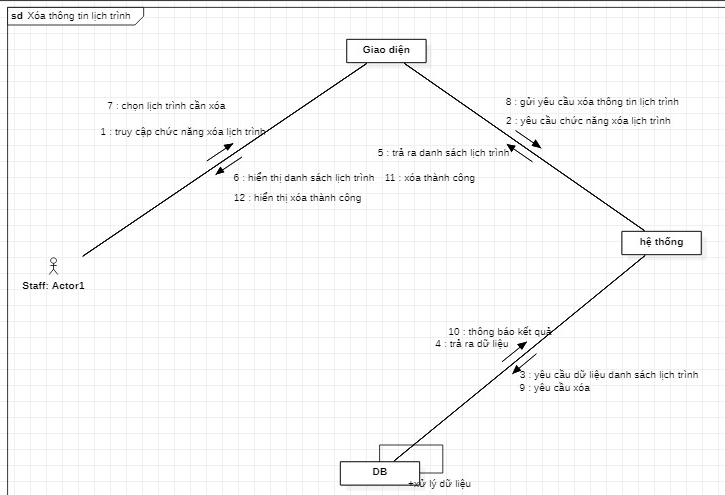 sd Xóa thông tin lịch trình
Giao diện
7 : chọn lịch trình cần xóa
8 : gửi yêu cầu xóa thông tin lịch trình
1 : truy cập chức năng xóa lịch trình
2 : yêu cầu chức năng xóa lịch trình
5 : trả ra danh sách lịch trình
6 : hiển thị danh sách lịch trình
11 : xóa thành công
12 : hiển thị xóa thành công
hệ thống
Staff: Actor1
10 : thông báo kết quả
4 : trả ra dữ liệu
3 : yêu cầu dữ liệu danh sách lịch trình
9 : yêu cầu xóa
DB
+xử lý dữ liệu